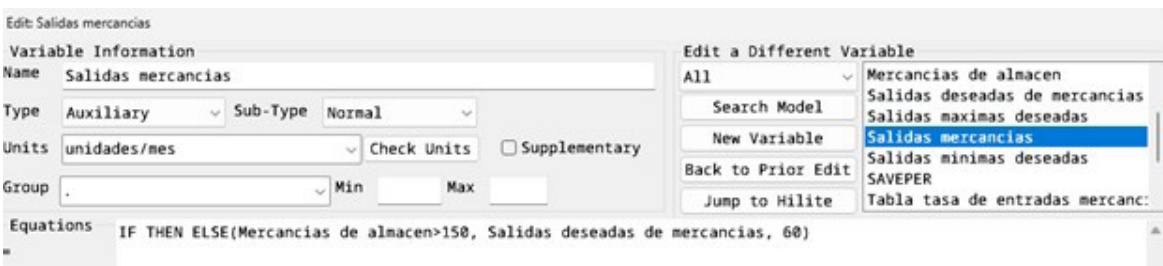 Edit: Salidas mercancias
Variable Information
Name Salidas mercancias
Type Auxiliary Sub-Type Normal
Units unidades/mes Check Units Supplementary
Group . Min Max
Edit a Different Variable
All
Search Model
New Variable
Back to Prior Edit
Jump to Hilite
Mercancias de almacen
Salidas deseadas de mercancias
Salidas maximas deseadas
Salidas mercancias
Salidas minimas deseadas
SAVEPER
Tabla tasa de entradas mercanc
Equations IF THEN ELSE(Mercancias de almacen>150, Salidas deseadas de mercancias, 60)
=